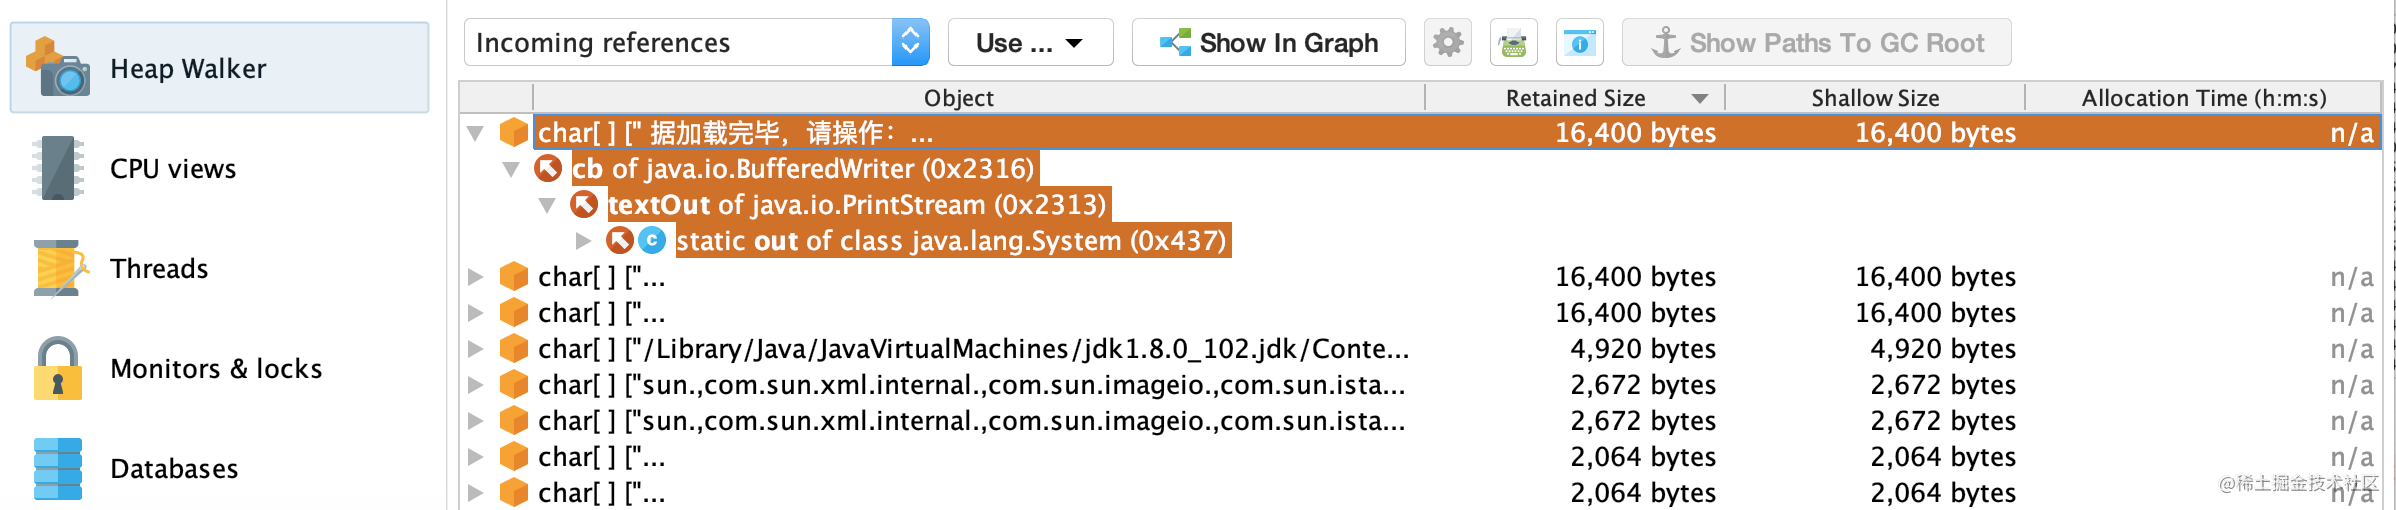 Incoming references Use ... Show In Graph Show Paths To GC Root
Heap Walker
CPU views
Threads
Monitors & locks
Databases
Object Retained Size Shallow Size Allocation Time (h:m:s)
char[ ] [" 据加载完毕，请操作： ... 16,400 bytes 16,400 bytes n/a
cb of java.io.BufferedWriter (0x2316)
textOut of java.io.PrintStream (0x2313)
c static out of class java.lang.System (0x437)
char[ ] ["... 16,400 bytes 16,400 bytes n/a
char[ ] ["... 16,400 bytes 16,400 bytes n/a
char[ ] ["/Library/Java/JavaVirtualMachines/jdk1.8.0_102.jdk/Conte... 4,920 bytes 4,920 bytes n/a
char[ ] ["sun.,com.sun.xml.internal.,com.sun.imageio.,com.sun.ista... 2,672 bytes 2,672 bytes n/a
char[ ] ["sun.,com.sun.xml.internal.,com.sun.imageio.,com.sun.ista... 2,672 bytes 2,672 bytes n/a
char[ ] ["... 2,064 bytes 2,064 bytes n/a
char[ ] ["... 2,064 bytes 2,064 bytes n/a
@稀土掘金技术社区